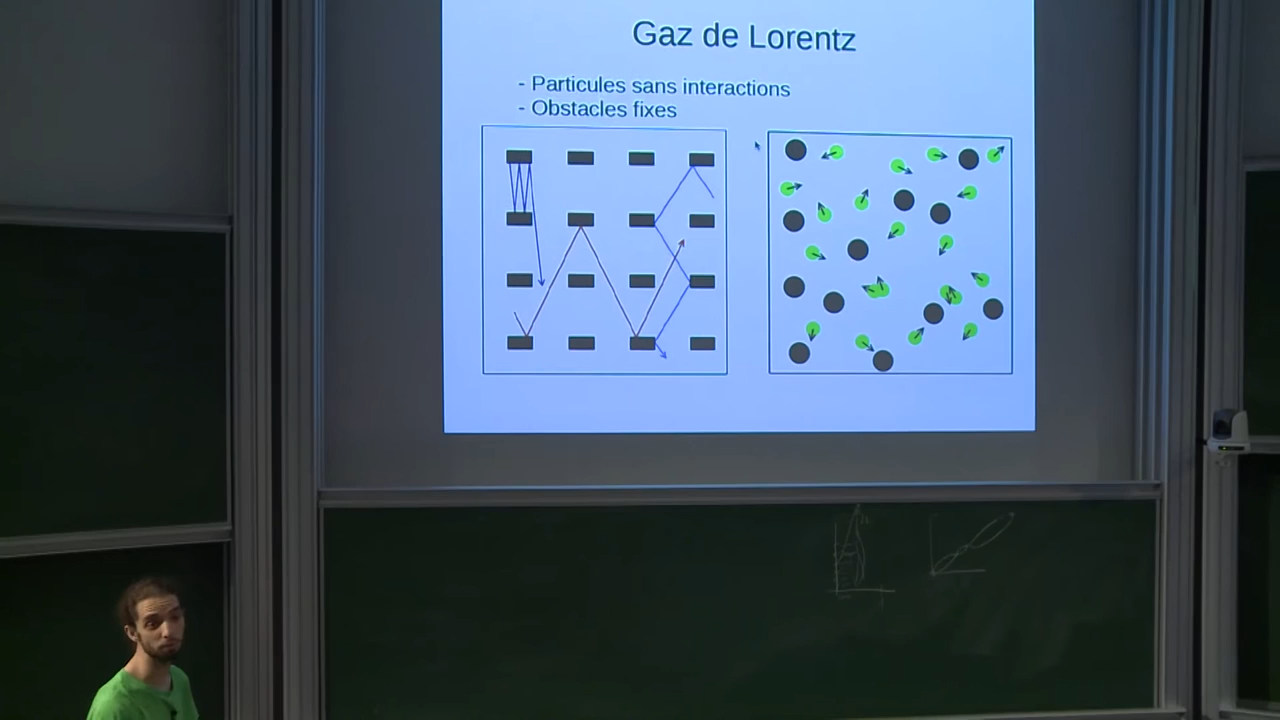 Gaz de Lorentz
- Particules sans interactions
- Obstacles fixes